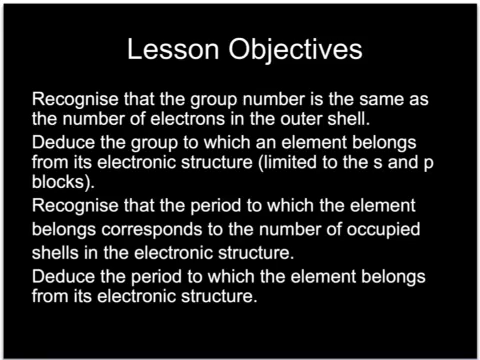 Lesson Objectives
Recognise that the group number is the same as
the number of electrons in the outer shell.
Deduce the group to which an element belongs
from its electronic structure (limited to the s and p
blocks).
Recognise that the period to which the element
belongs corresponds to the number of occupied
shells in the electronic structure.
Deduce the period to which the element belongs
from its electronic structure.